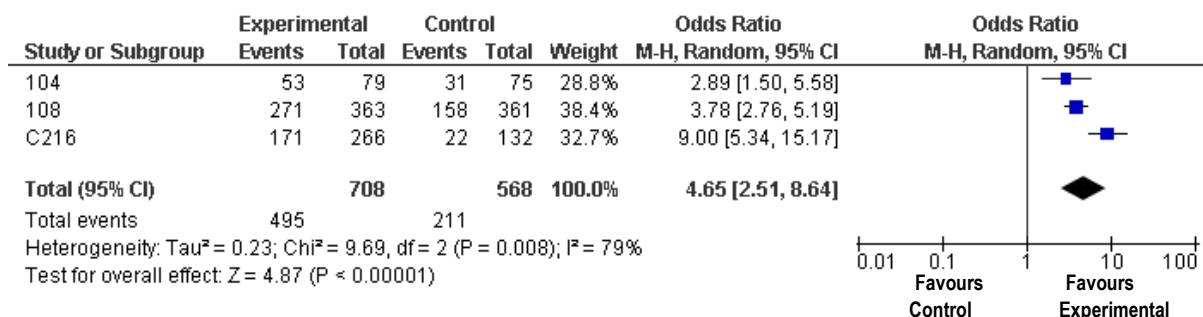 Experimental Control Odds Ratio Odds Ratio
Study or Subgroup Events Total Events Total Weight M-H, Random, 95% CI M-H, Random, 95% CI
104 53 79 31 75 28.8% 2.89 [1.50, 5.58]
108 271 363 158 361 38.4% 3.78 [2.76, 5.19]
C216 171 266 22 132 32.7% 9.00 [5.34, 15.17]
Total (95% CI) 708 568 100.0% 4.65 [2.51, 8.64]
Total events 495 211
Heterogeneity: Tau² = 0.23; Chi² = 9.69, df = 2 (P = 0.008); I² = 79%
Test for overall effect: Z = 4.87 (P < 0.00001)
0.01 0.1 1 10 100
Favours Favours
Control Experimental